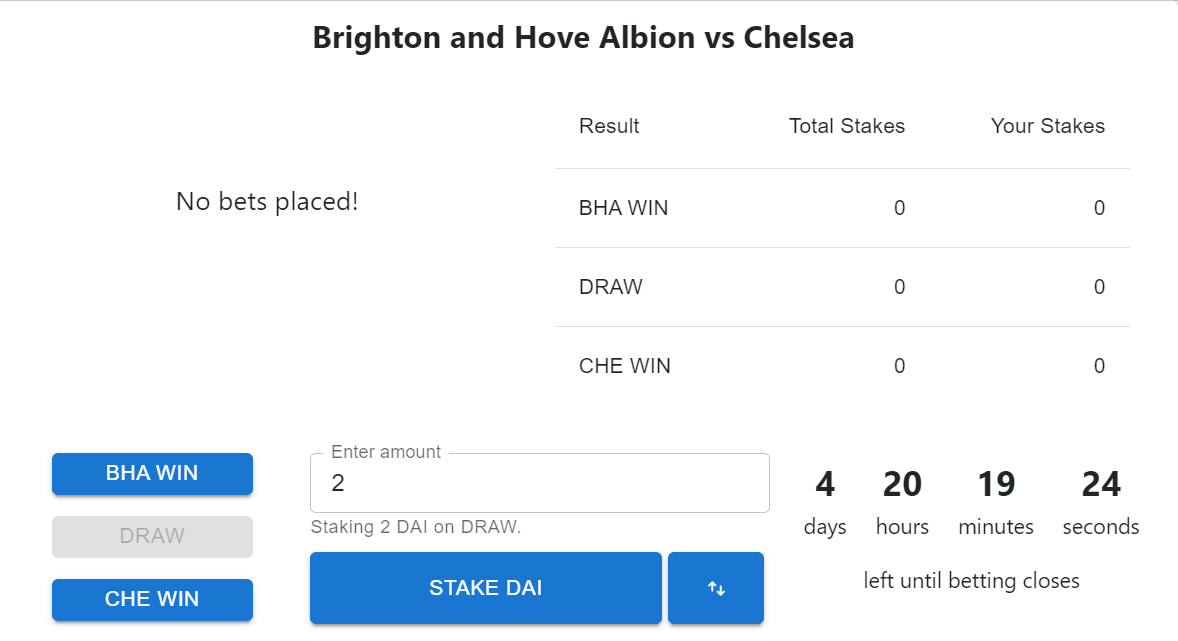 Brighton and Hove Albion vs Chelsea
No bets placed!
Result Total Stakes Your Stakes
BHA WIN 0 0
DRAW 0 0
CHE WIN 0 0
BHA WIN
DRAW
CHE WIN
Enter amount
2
Staking 2 DAI on DRAW.
STAKE DAI
4 20 19 24
days hours minutes seconds
left until betting closes